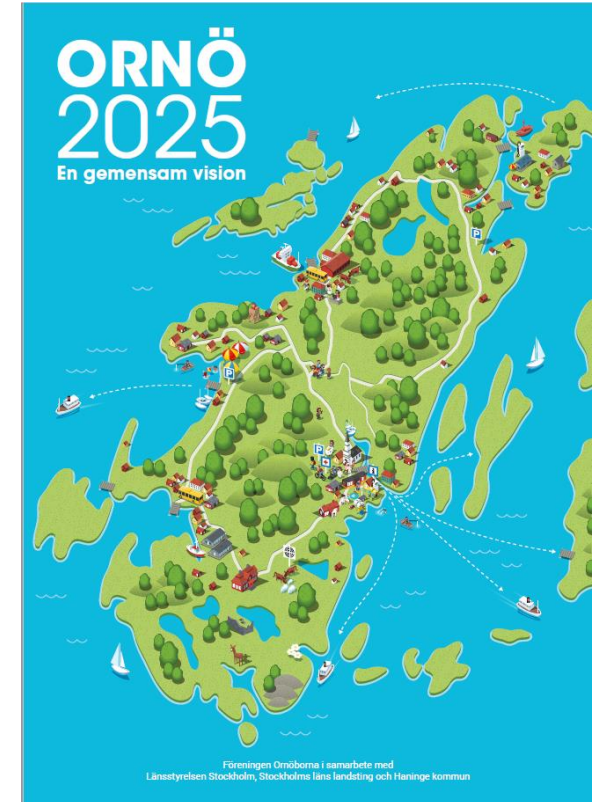 ORNÖ
2025
En gemensam vision
P
P
P
i
Föreningen Ornöborna i samarbete med
Länsstyrelsen Stockholm, Stockholms läns landsting och Haninge kommun